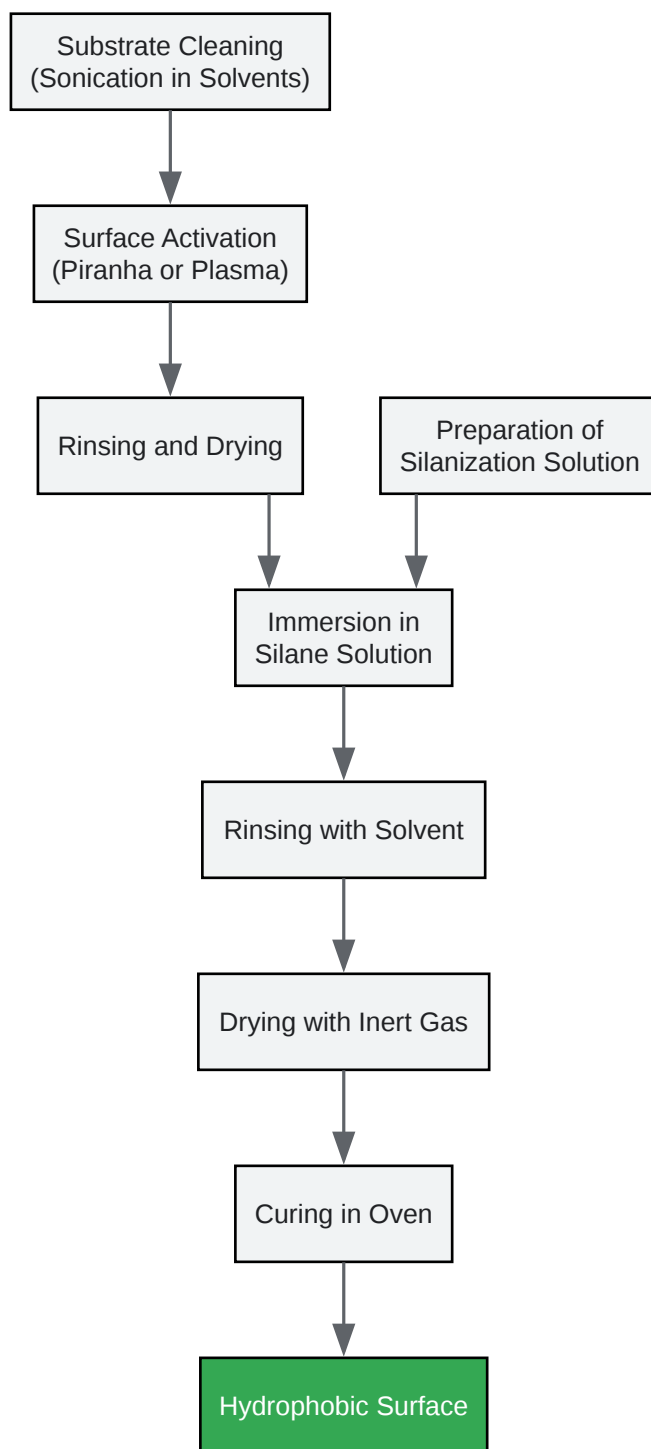 Substrate Cleaning
(Sonication in Solvents)
Surface Activation
(Piranha or Plasma)
Rinsing and Drying
Preparation of
Silanization Solution
Immersion in
Silane Solution
Rinsing with Solvent
Drying with Inert Gas
Curing in Oven
Hydrophobic Surface